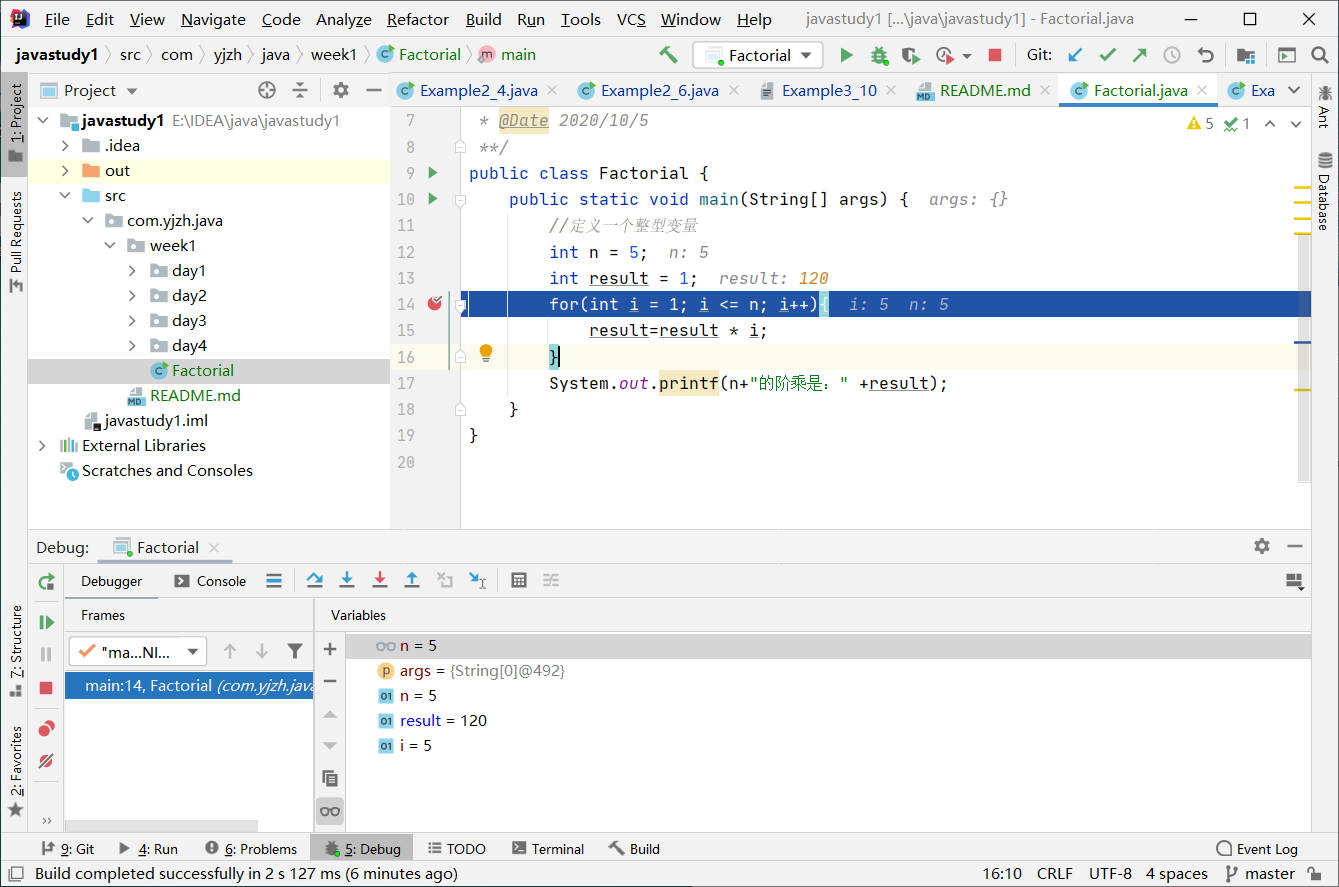 File Edit View Navigate Code Analyze Refactor Build Run Tools VCS Window Help javastudy1 [...\java\javastudy1] - Factorial.java
javastudy1 src com yjzh java week1 Factorial main Factorial Git:
1: Project
Pull Requests
Project
javastudy1 E:\IDEA\java\javastudy1
.idea
out
src
com.yjzh.java
week1
day1
day2
day3
day4
Factorial
README.md
javastudy1.iml
External Libraries
Scratches and Consoles
Example2_4.java Example2_6.java Example3_10 README.md Factorial.java Exa
5 1
7 * @Date 2020/10/5
8 **/
9 public class Factorial {
10 public static void main(String[] args) { args: {}
11 //定义一个整型变量
12 int n = 5; n: 5
13 int result = 1; result: 120
14 for(int i = 1; i <= n; i++){ i: 5 n: 5
15 result=result * i;
16 }
17 System.out.printf(n+"的阶乘是：" +result);
18 }
19 }
20
Ant
Database
Debug: Factorial
Debugger Console
7: Structure
2: Favorites
Frames
"ma...NI...
main:14, Factorial (com.yjzh.java
Variables
n = 5
args = {String[0]@492}
n = 5
result = 120
i = 5
9: Git 4: Run 6: Problems 5: Debug TODO Terminal Build Event Log
Build completed successfully in 2 s 127 ms (6 minutes ago) 16:10 CRLF UTF-8 4 spaces master